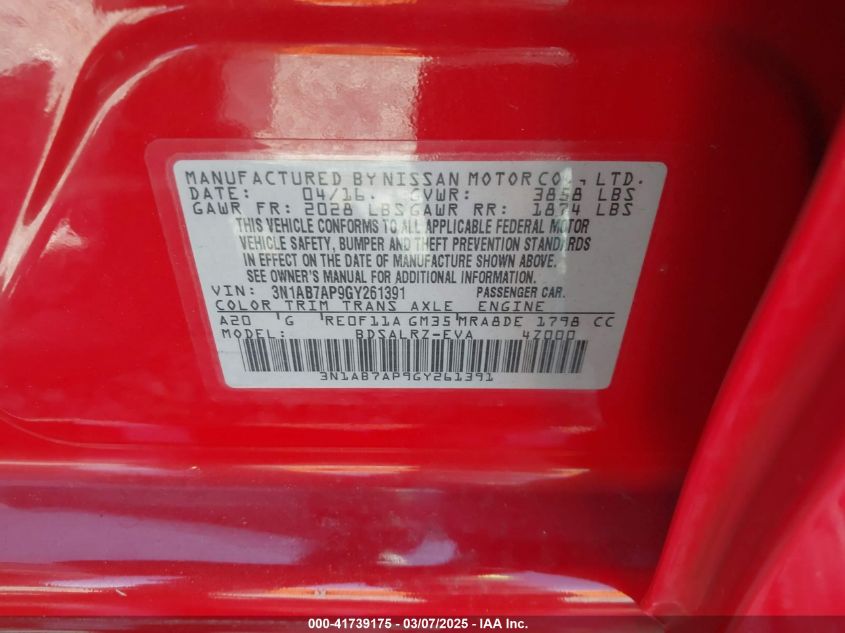 MANUFACTURED BY NISSAN MOTOR CO., LTD.
DATE: 04/16 GVWR: 3858 LBS
GAWR FR: 2028 LBS GAWR RR: 1874 LBS
THIS VEHICLE CONFORMS TO ALL APPLICABLE FEDERAL MOTOR
VEHICLE SAFETY, BUMPER AND THEFT PREVENTION STANDARDS
IN EFFECT ON THE DATE OF MANUFACTURE SHOWN ABOVE.
SEE OWNER'S MANUAL FOR ADDITIONAL INFORMATION.
VIN: 3N1AB7AP9GY261391 PASSENGER CAR.
COLOR TRIM TRANS AXLE ENGINE
A20 G RE0F11A GM35 MRA8DE 1798 CC
MODEL: BDSALRZ-EVA 4Z000
3N1AB7AP9GY261391
000-41739175 — 03/07/2025 — IAA Inc.